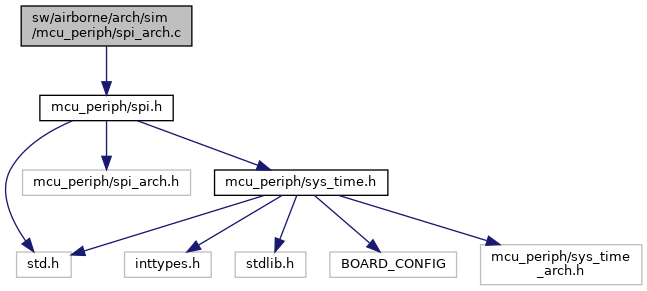 sw/airborne/arch/sim
/mcu_periph/spi_arch.c
mcu_periph/spi.h
mcu_periph/spi_arch.h
mcu_periph/sys_time.h
std.h
inttypes.h
stdlib.h
BOARD_CONFIG
mcu_periph/sys_time
_arch.h